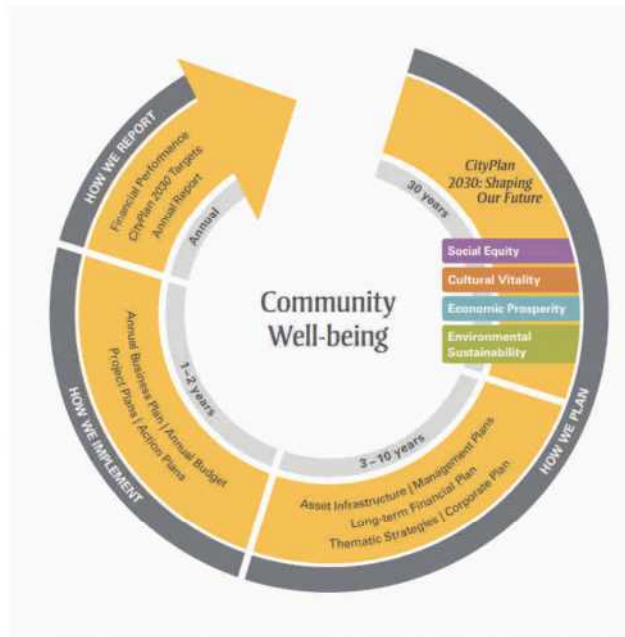 CityPlan
2030: Shaping
Our Future
30 years
Social Equity
Cultural Vitality
Economic Prosperity
Environmental
Sustainability
HOW WE PLAN
3–10 years
Asset Infrastructure | Management Plans
Long-term Financial Plan
Thematic Strategies | Corporate Plan
1–2 years
Annual Business Plan | Annual Budget
Project Plans | Action Plans
HOW WE IMPLEMENT
Annual
Financial Performance
CityPlan 2030 Targets
Annual Report
HOW WE REPORT
Community
Well-being